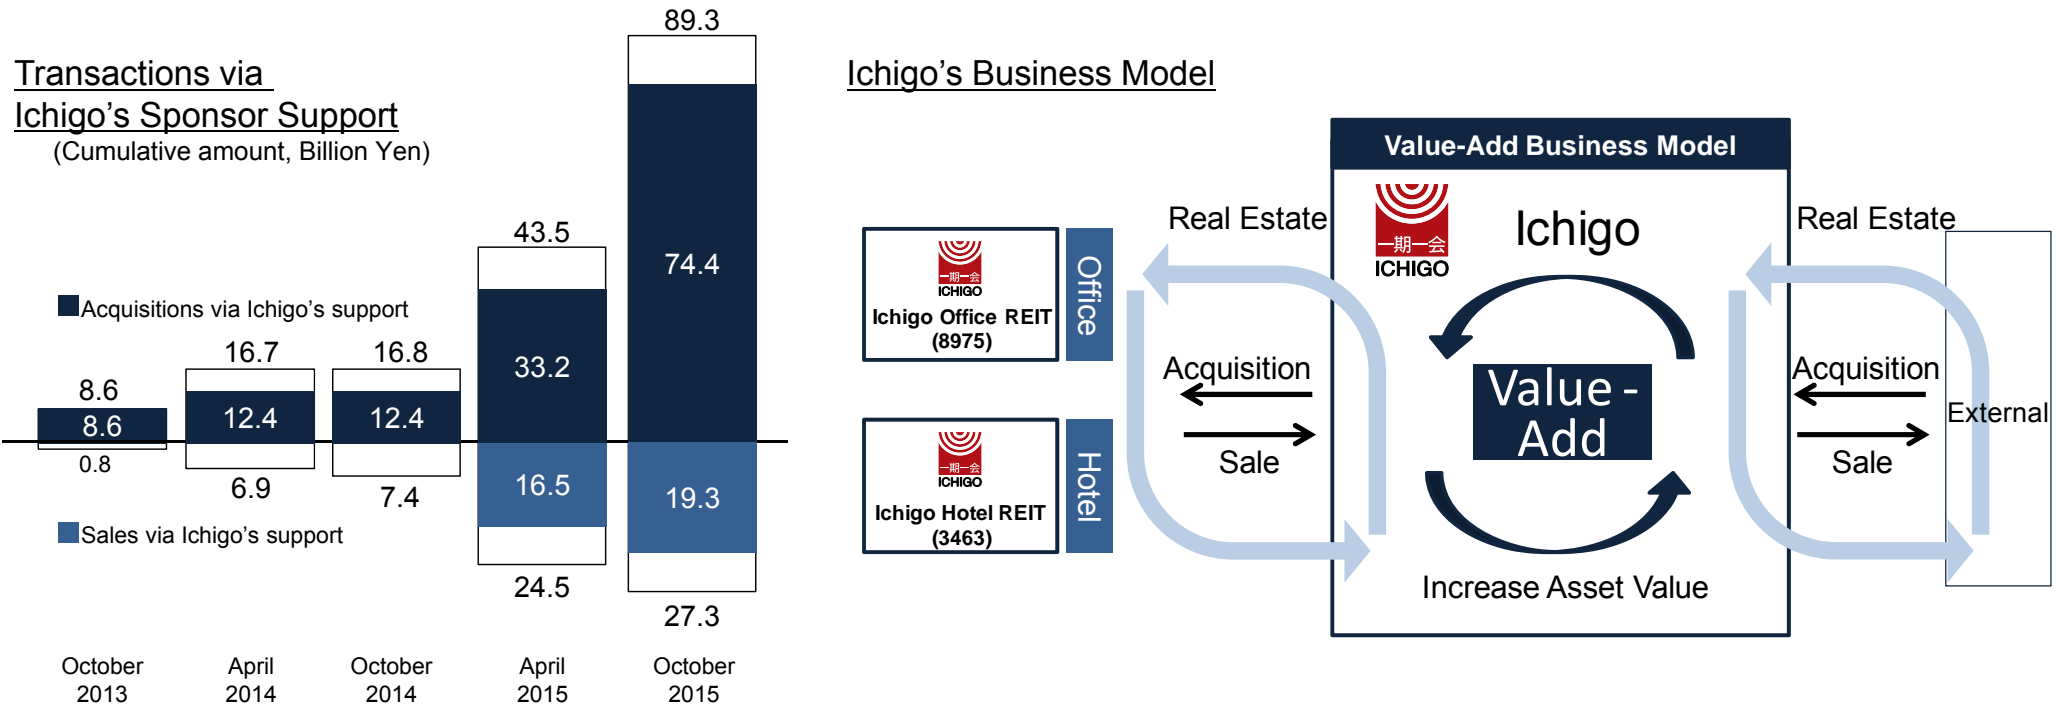 Transactions via
Ichigo's Sponsor Support
(Cumulative amount, Billion Yen)
89.3
74.4
43.5
33.2
Acquisitions via Ichigo's support
16.7
16.8
8.6
8.6
12.4
12.4
0.8
6.9
7.4
16.5
19.3
Sales via Ichigo's support
24.5
27.3
October
2013
April
2014
October
2014
April
2015
October
2015
Ichigo's Business Model
Value-Add Business Model
一期一会
ICHIGO
Ichigo
Real Estate
Real Estate
一期一会
ICHIGO
Ichigo Office REIT
(8975)
Office
Acquisition
Sale
Value -
Add
Acquisition
Sale
External
一期一会
ICHIGO
Ichigo Hotel REIT
(3463)
Hotel
Increase Asset Value